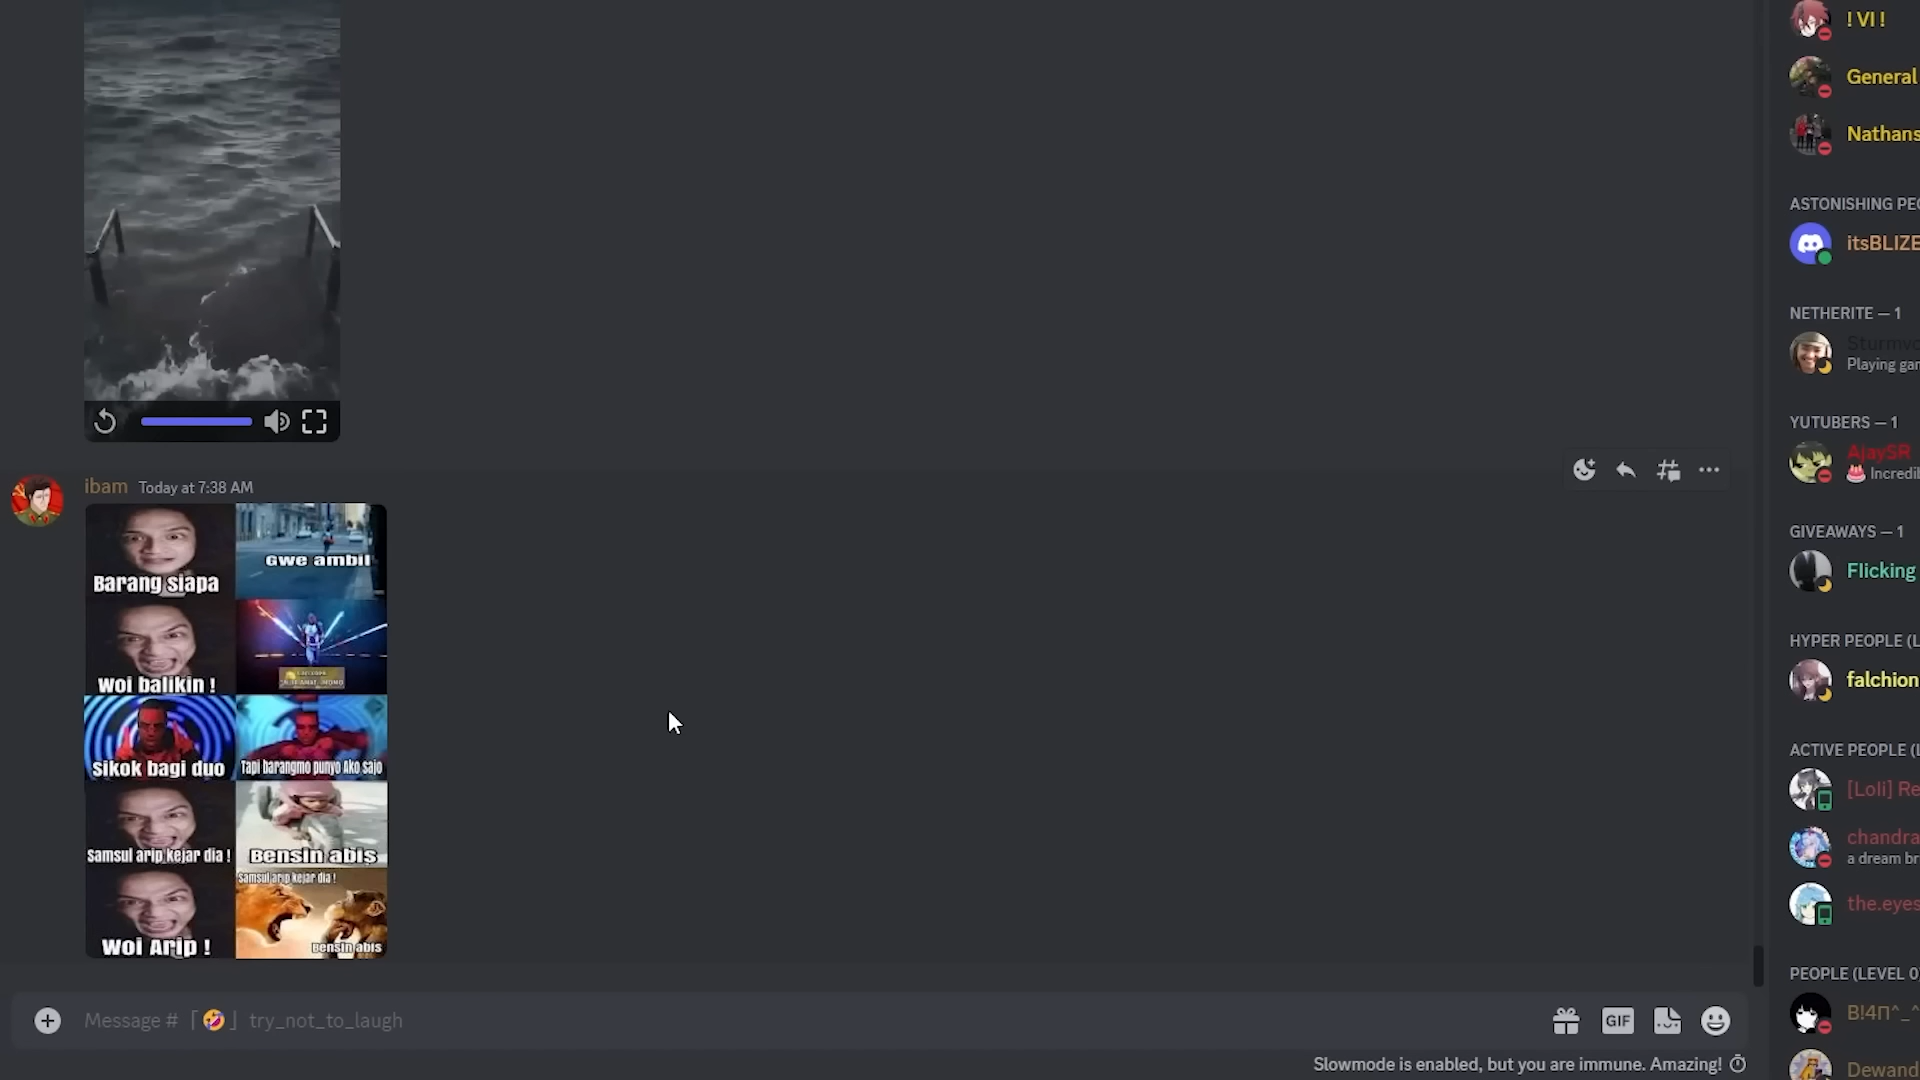 ibam Today at 7:38 AM
Barang siapa
Gwe ambil
Woi balikin !
Sikok bagi duo
Tapi barangmo punyo Ako sajo
Samsul arip kejar dia !
Bensin abis
Woi Arip !
Samsul arip kejar dia !
Bensin abis
Message #「🤣」try_not_to_laugh
GIF
Slowmode is enabled, but you are immune. Amazing!
! VI !
General
Nathans
ASTONISHING PEO
itsBLIZE
NETHERITE — 1
Sturmvo
Playing gar
YUTUBERS — 1
AjaySR
Incredib
GIVEAWAYS — 1
Flicking
HYPER PEOPLE (L
falchion
ACTIVE PEOPLE (L
[Loli] Re
chandra
a dream br
the.eyes
PEOPLE (LEVEL 0
B!4П^_^
Dewand